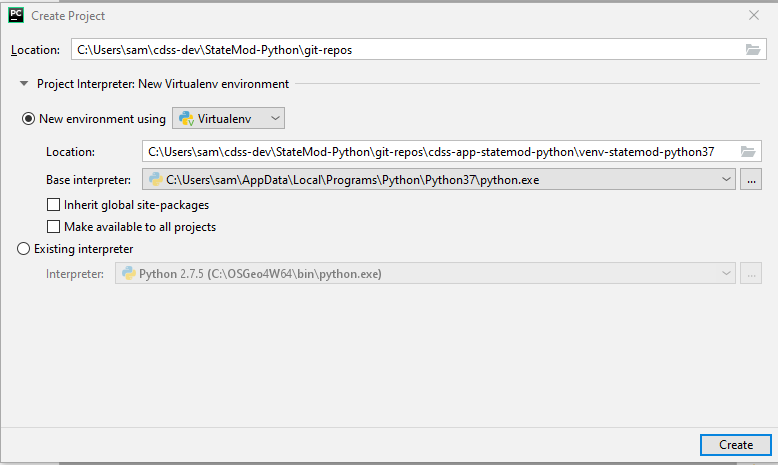 PC Create Project
Location: C:\Users\sam\cdss-dev\StateMod-Python\git-repos
Project Interpreter: New Virtualenv environment
New environment using Virtualenv
Location: C:\Users\sam\cdss-dev\StateMod-Python\git-repos\cdss-app-statemod-python\venv-statemod-python37
Base interpreter: C:\Users\sam\AppData\Local\Programs\Python\Python37\python.exe ...
Inherit global site-packages
Make available to all projects
Existing interpreter
Interpreter: Python 2.7.5 (C:\OSGeo4W64\bin\python.exe) ...
Create